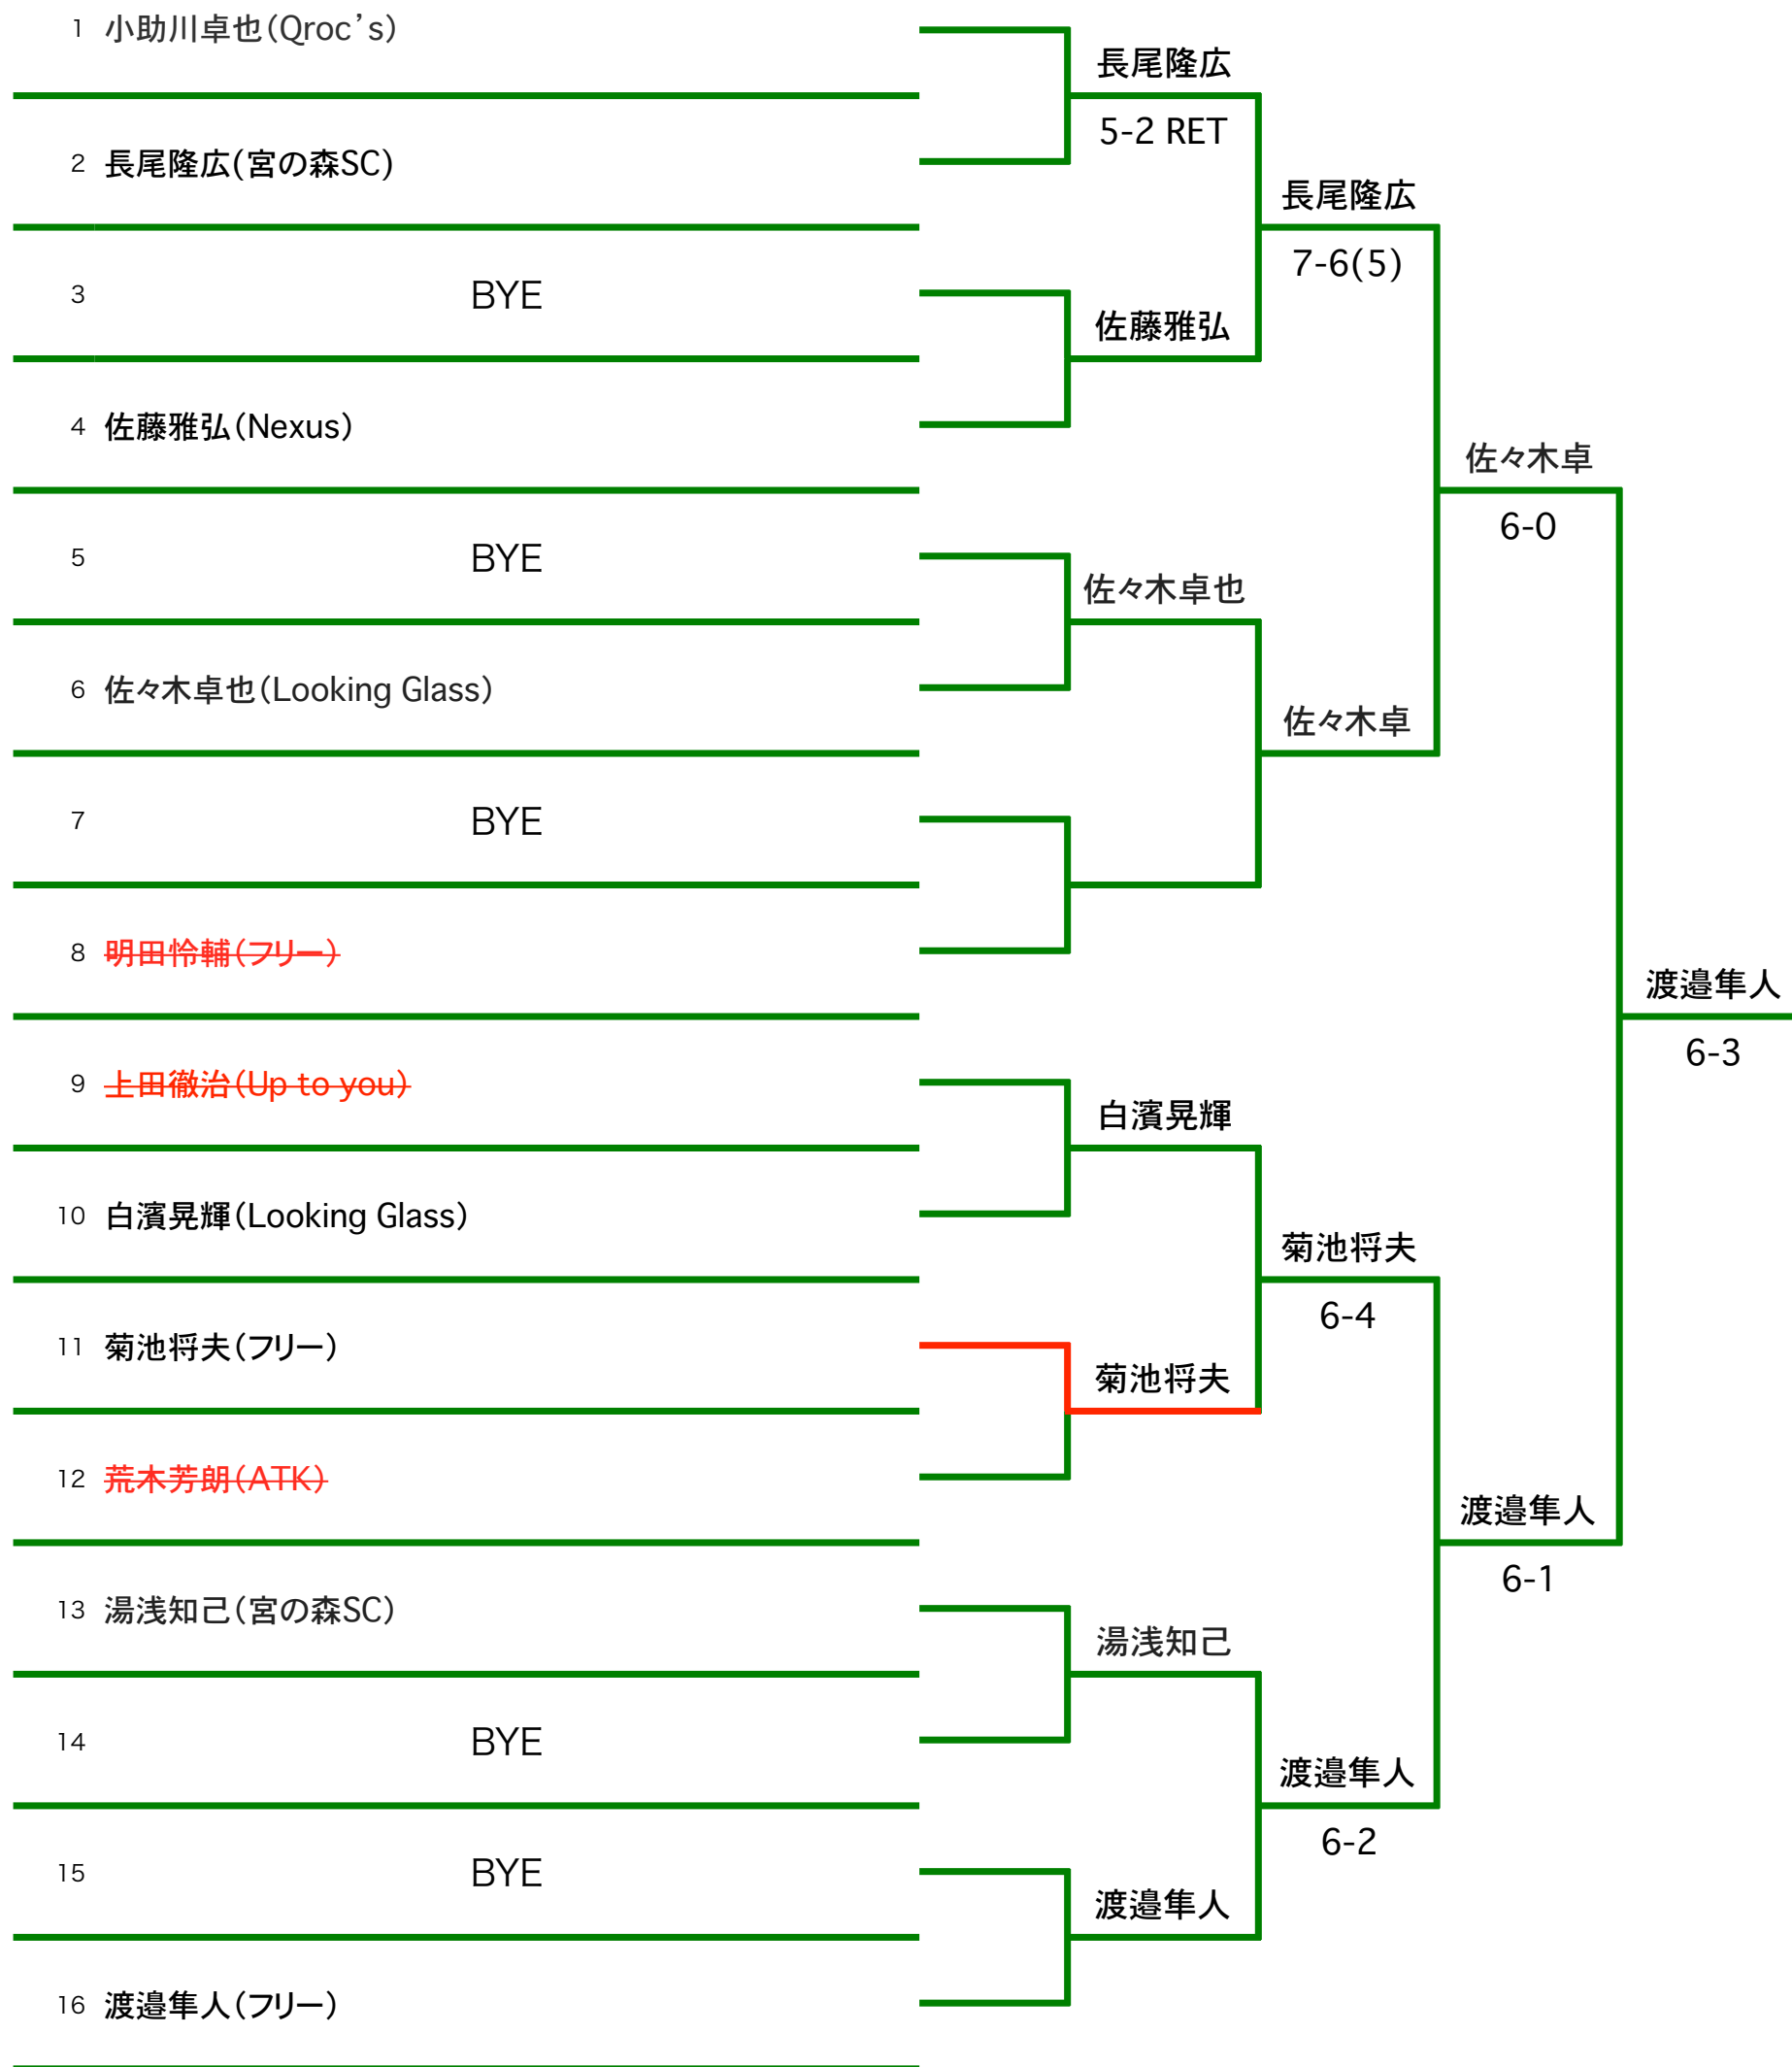 1 小助川卓也(Qroc’s)
長尾隆広
5-2 RET
2 長尾隆広(宮の森SC)
長尾隆広
7-6(5)
3 BYE
佐藤雅弘
4 佐藤雅弘(Nexus)
佐々木卓
6-0
5 BYE
佐々木卓也
6 佐々木卓也(Looking Glass)
佐々木卓
7 BYE
8 明田怜輔(フリー)
渡邉隼人
6-3
9 上田徹治(Up to you)
白濱晃輝
10 白濱晃輝(Looking Glass)
菊池将夫
6-4
11 菊池将夫(フリー)
菊池将夫
12 荒木芳朗(ATK)
渡邉隼人
6-1
13 湯浅知己(宮の森SC)
湯浅知己
14 BYE
渡邉隼人
6-2
15 BYE
渡邉隼人
16 渡邉隼人(フリー)